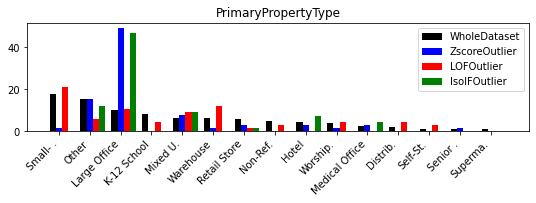 PrimaryPropertyType
WholeDataset
ZscoreOutlier
LOFOutlier
IsolFOutlier
40
20
0
Small- .
Other
Large Office
K-12 School
Mixed U.
Warehouse
Retail Store
Non-Ref.
Hotel
Worship.
Medical Office
Distrib.
Self-St.
Senior .
Superma.